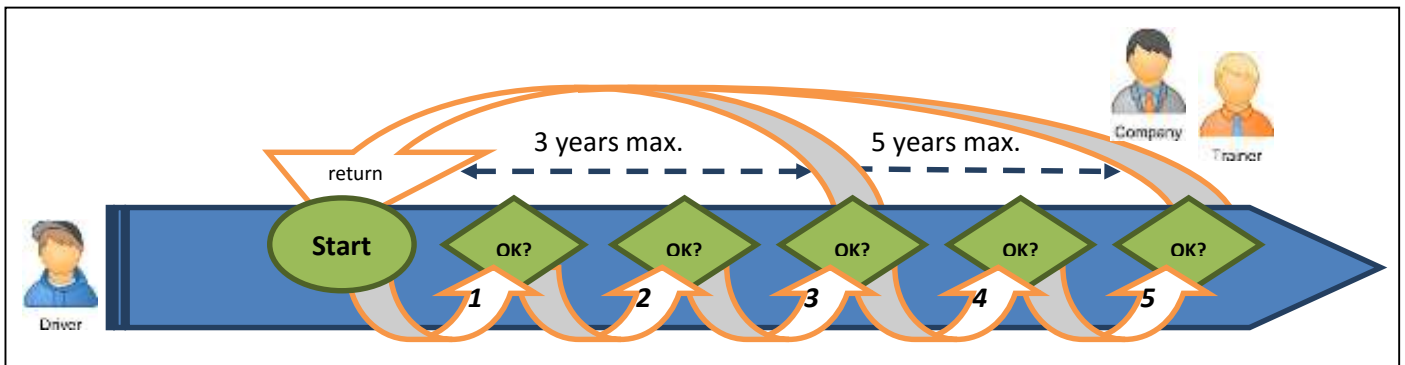 Company
Trainer
3 years max.
5 years max.
return
Start
OK?
OK?
OK?
OK?
OK?
1
2
3
4
5
Driver